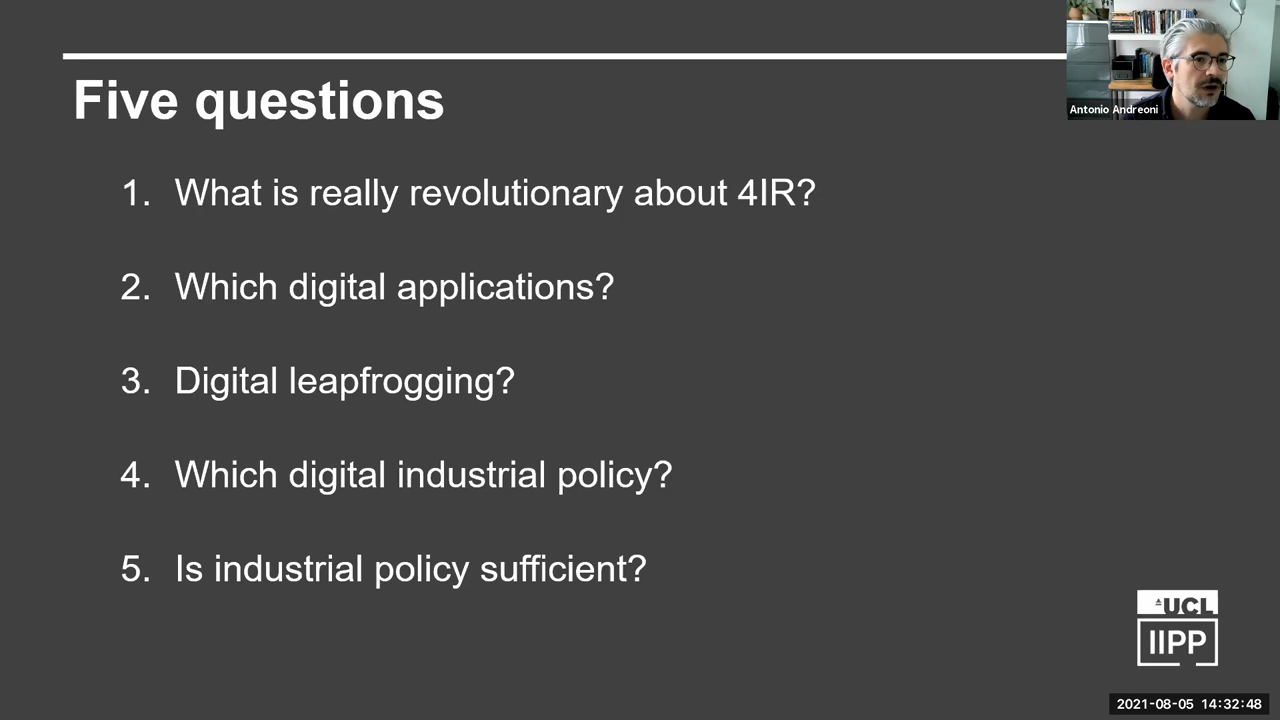 Five questions
Antonio Andreoni
1. What is really revolutionary about 4IR?
2. Which digital applications?
3. Digital leapfrogging?
4. Which digital industrial policy?
5. Is industrial policy sufficient?
UCL
IIPP
2021-08-05 14:32:48